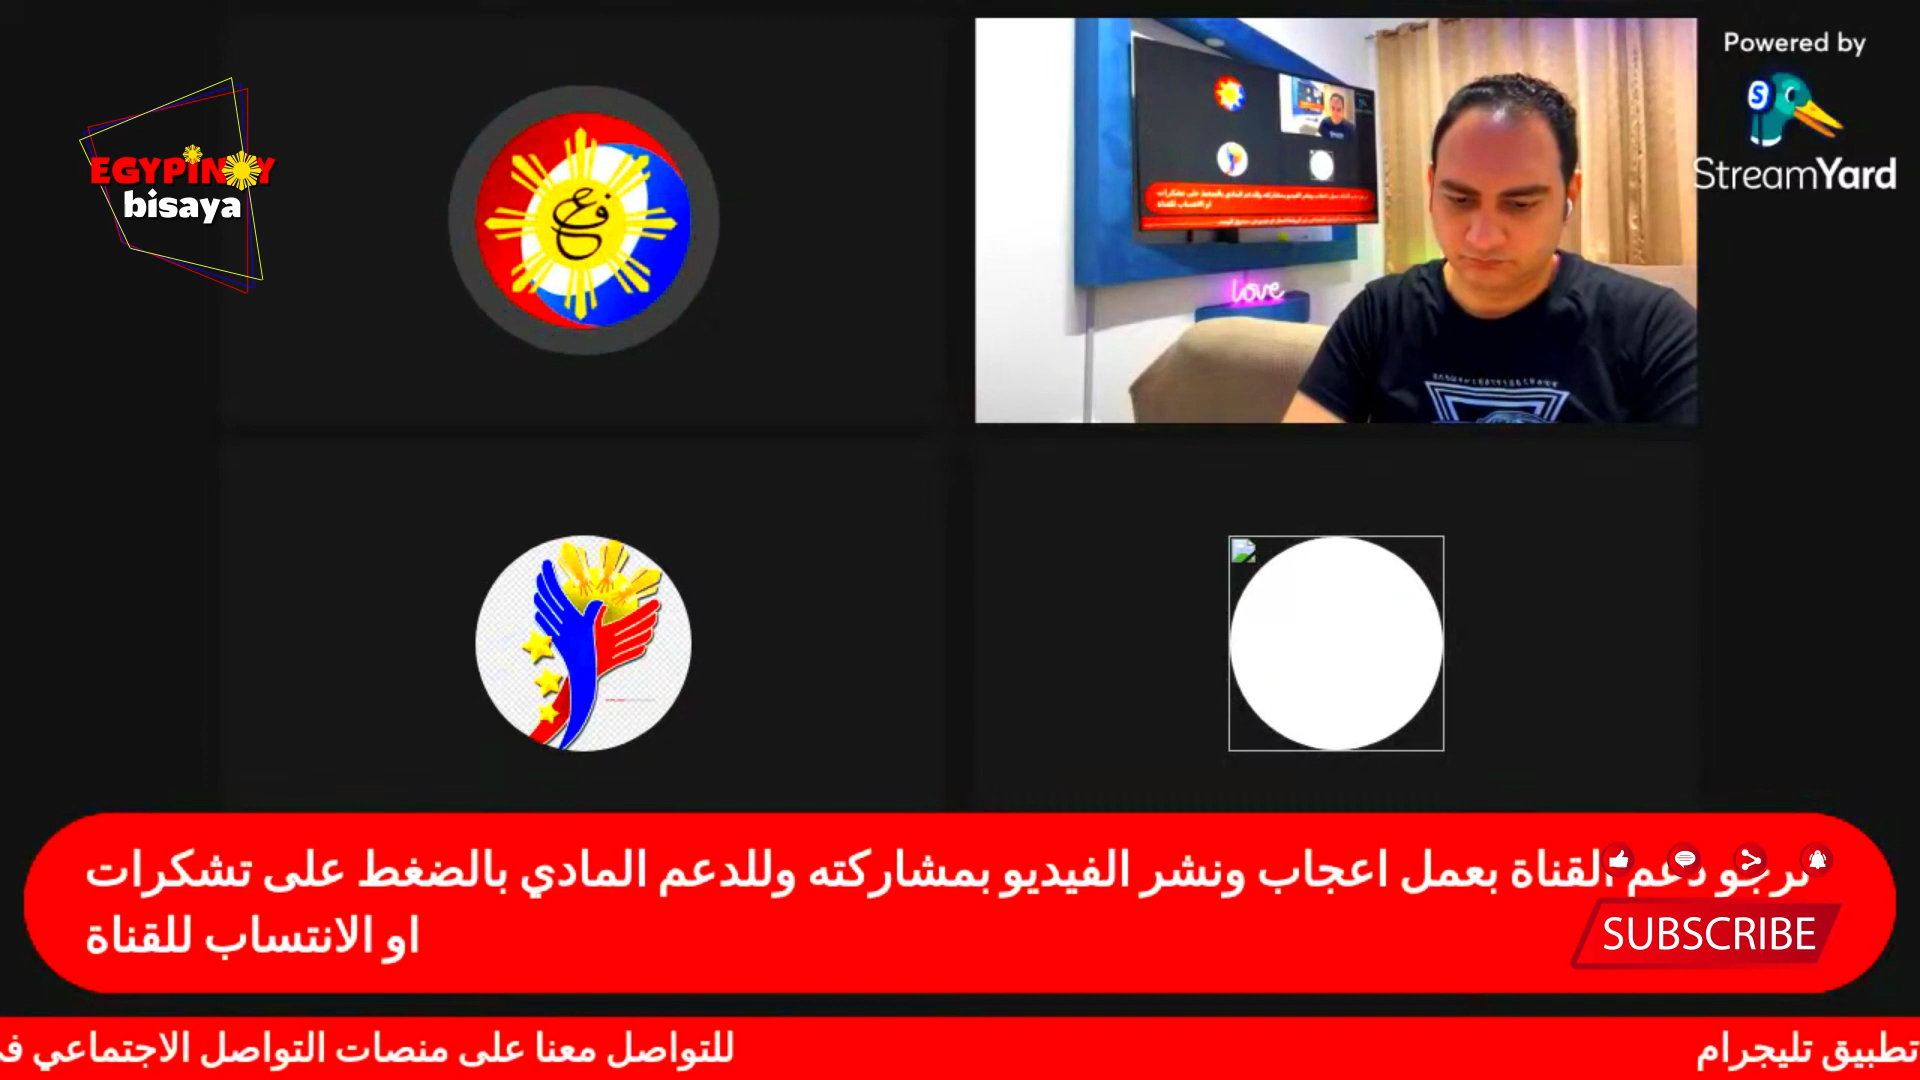 Powered by
StreamYard
EGYPINOY
bisaya
love
نرجو دعم القناة بعمل اعجاب ونشر الفيديو بمشاركته وللدعم المادي بالضغط على تشكرات
او الانتساب للقناة
SUBSCRIBE
تطبيق تليجرام
للتواصل معنا على منصات التواصل الاجتماعي